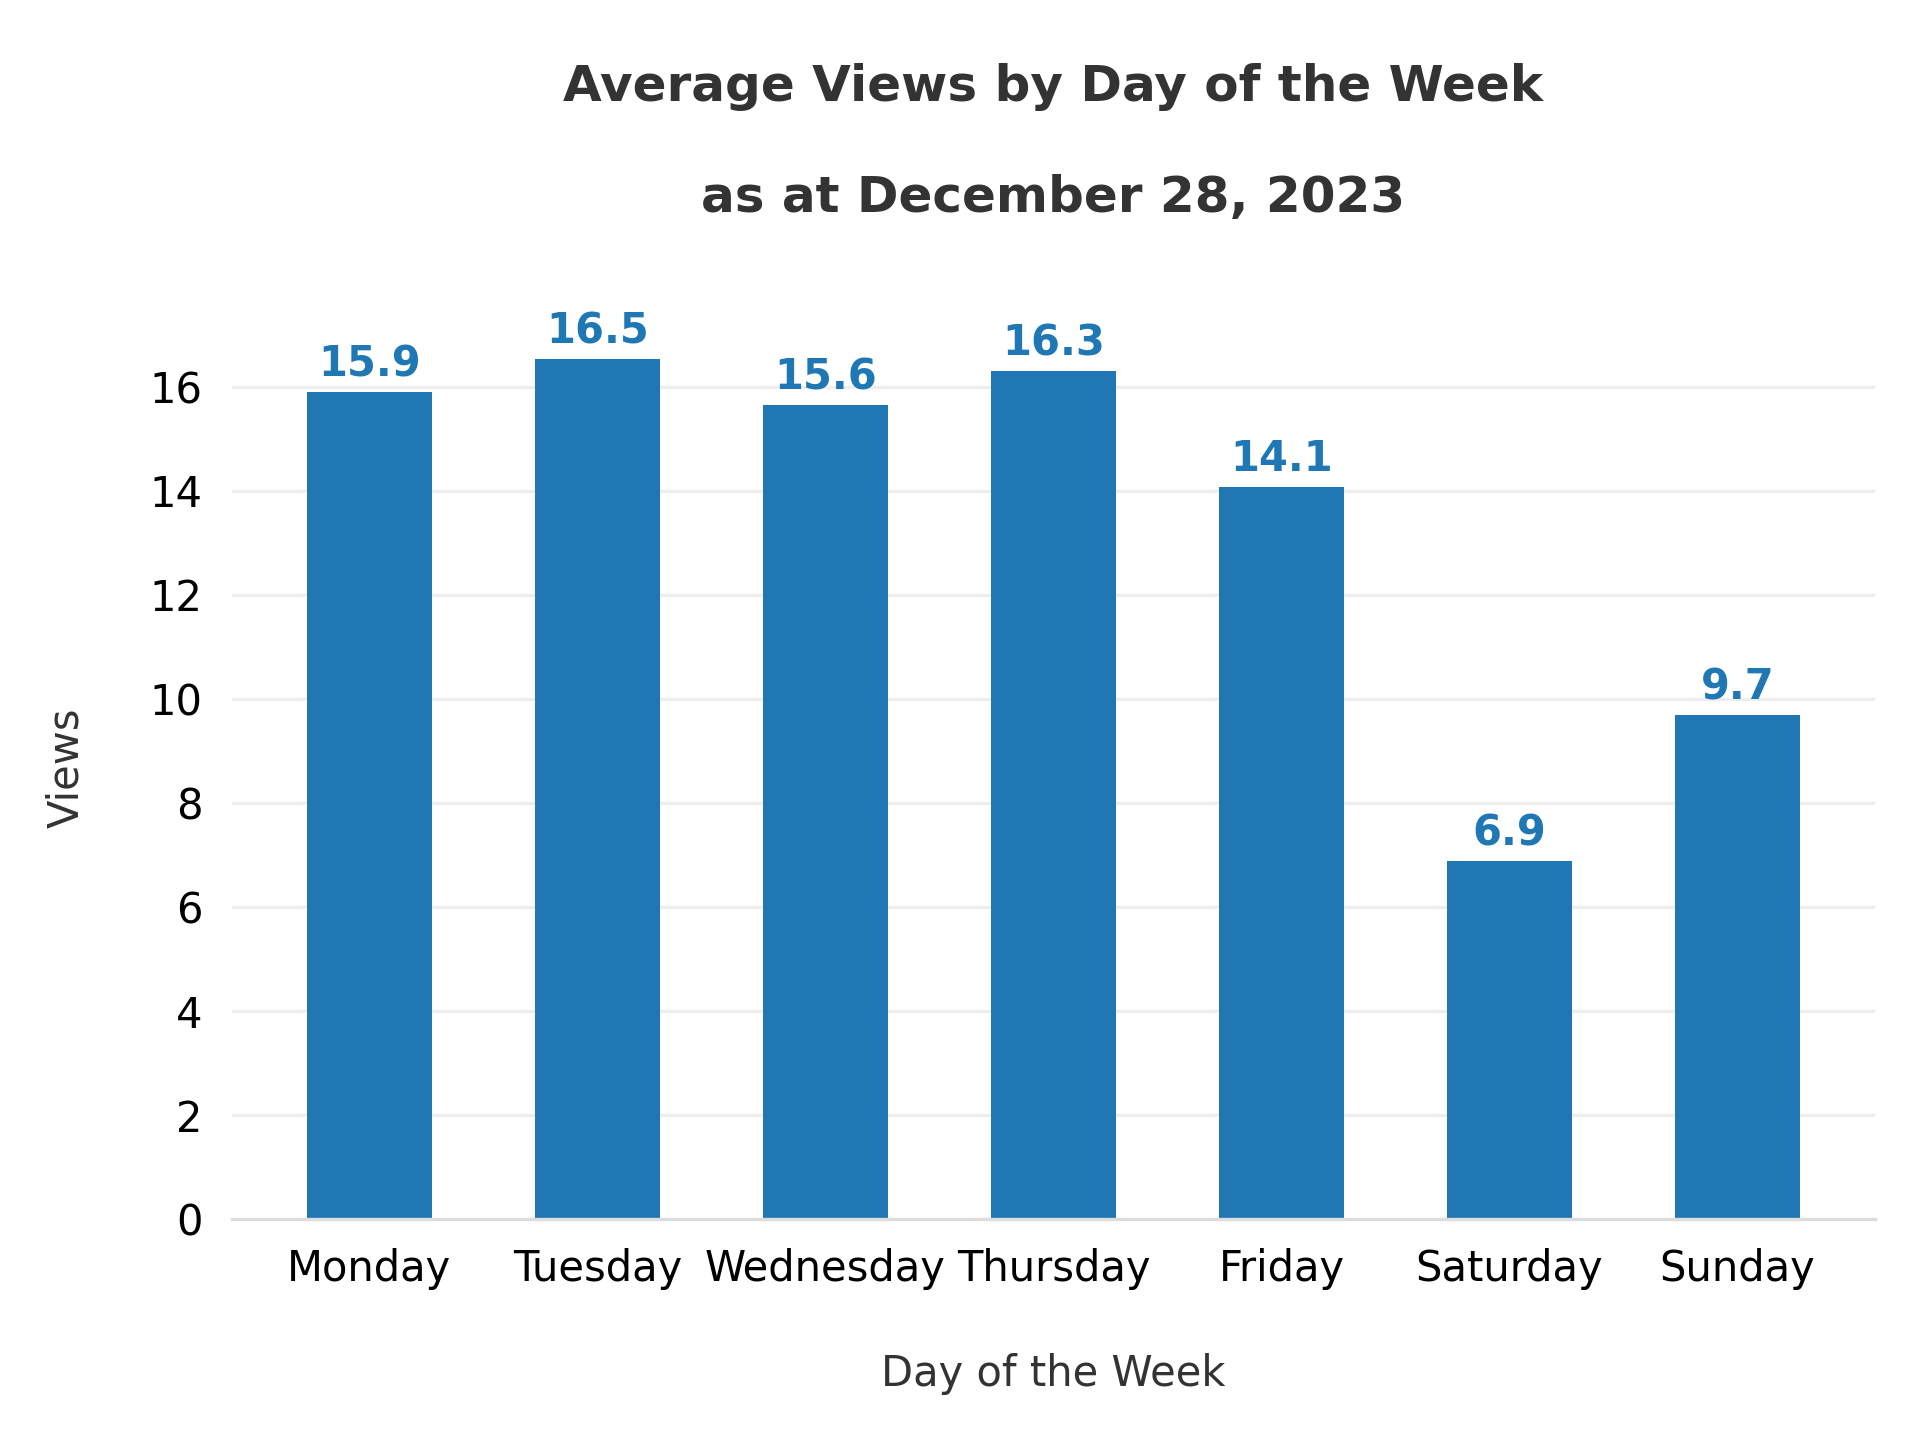 Average Views by Day of the Week
as at December 28, 2023
15.9
16.5
15.6
16.3
14.1
6.9
9.7
16
14
12
10
8
6
4
2
0
Views
Monday
Tuesday
Wednesday
Thursday
Friday
Saturday
Sunday
Day of the Week